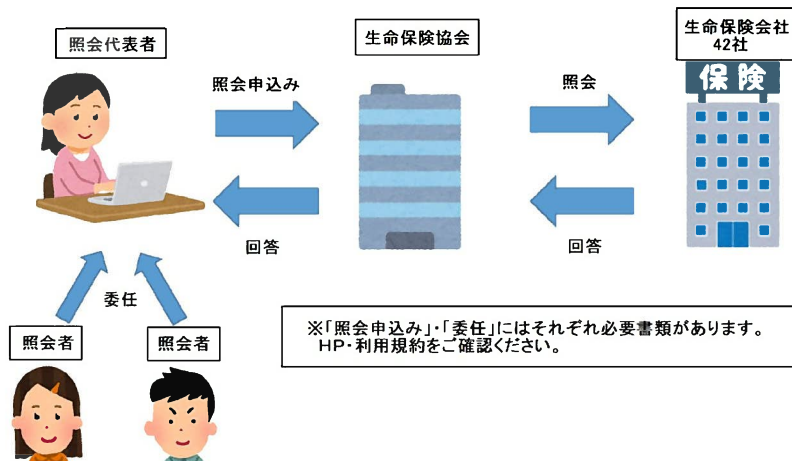 照会代表者
生命保険協会
生命保険会社
42社
保険
照会申込み
照会
回答
回答
委任
照会者
照会者
※「照会申込み」・「委任」にはそれぞれ必要書類があります。
HP・利用規約をご確認ください。